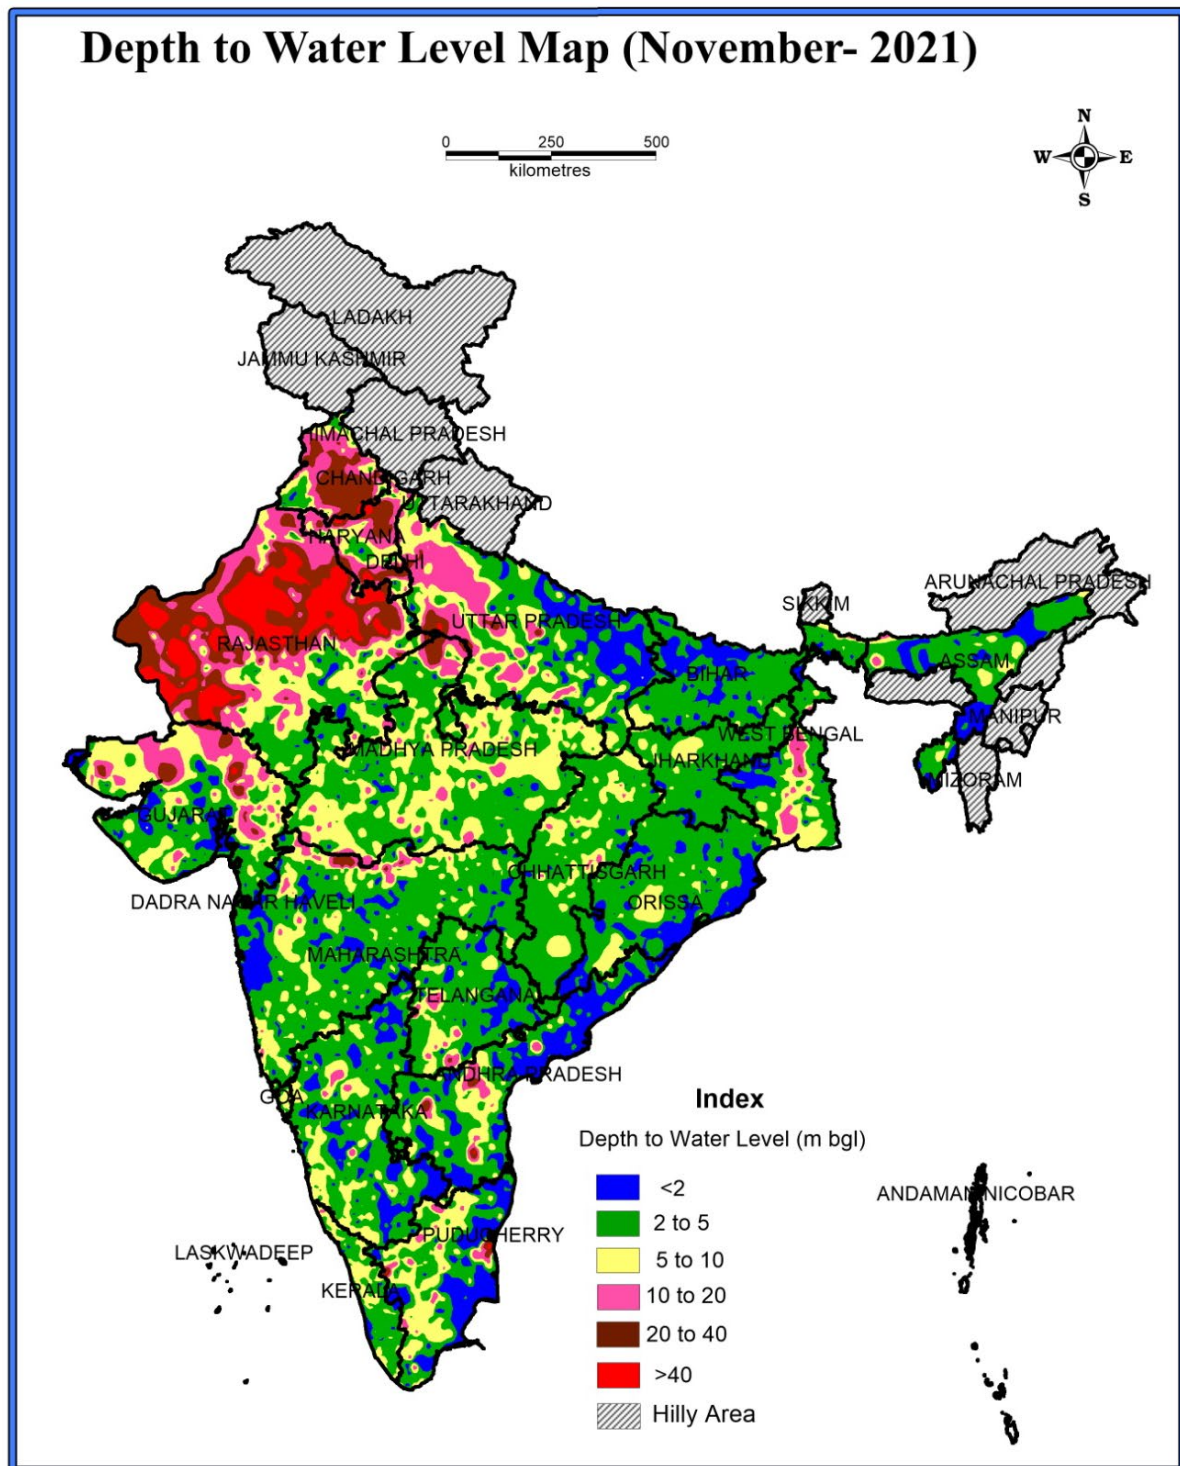 Depth to Water Level Map (November- 2021)
0 250 500
kilometres
N
W E
S
LADAKH
JAMMU KASHMIR
HIMACHAL PRADESH
CHANDIGARH
UTTARAKHAND
HARYANA
DELHI
ARUNACHAL PRADESH
SIKKIM
UTTAR PRADESH
RAJASTHAN
ASSAM
BIHAR
MANIPUR
WEST BENGAL
MADHYA PRADESH
JHARKHAND
MIZORAM
GUJARAT
CHHATTISGARH
DADRA NAGAR HAVELI
ORISSA
MAHARASHTRA
TELANGANA
ANDHRA PRADESH
GOA
KARNATAKA
Index
Depth to Water Level (m bgl)
<2
2 to 5
5 to 10
10 to 20
20 to 40
>40
Hilly Area
ANDAMAN NICOBAR
PUDUCHERRY
LASKWADEEP
KERALA